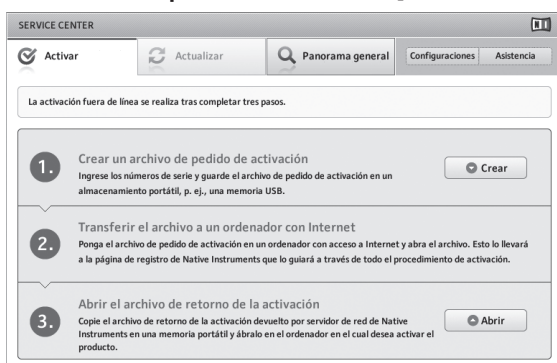 SERVICE CENTER
Activar
Actualizar
Panorama general
Configuraciones
Asistencia
La activación fuera de línea se realiza tras completar tres pasos.
1.
Crear un archivo de pedido de activación
Ingrese los números de serie y guarde el archivo de pedido de activación en un
almacenamiento portátil, p. ej., una memoria USB.
Crear
2.
Transferir el archivo a un ordenador con Internet
Ponga el archivo de pedido de activación en un ordenador con acceso a Internet y abra el archivo. Esto lo llevará
a la página de registro de Native Instruments que lo guiará a través de todo el procedimiento de activación.
3.
Abrir el archivo de retorno de la activación
Copie el archivo de retorno de la activación devuelto por servidor de red de Native
Instruments en una memoria portátil y ábralo en el ordenador en el cual desea activar el
producto.
Abrir